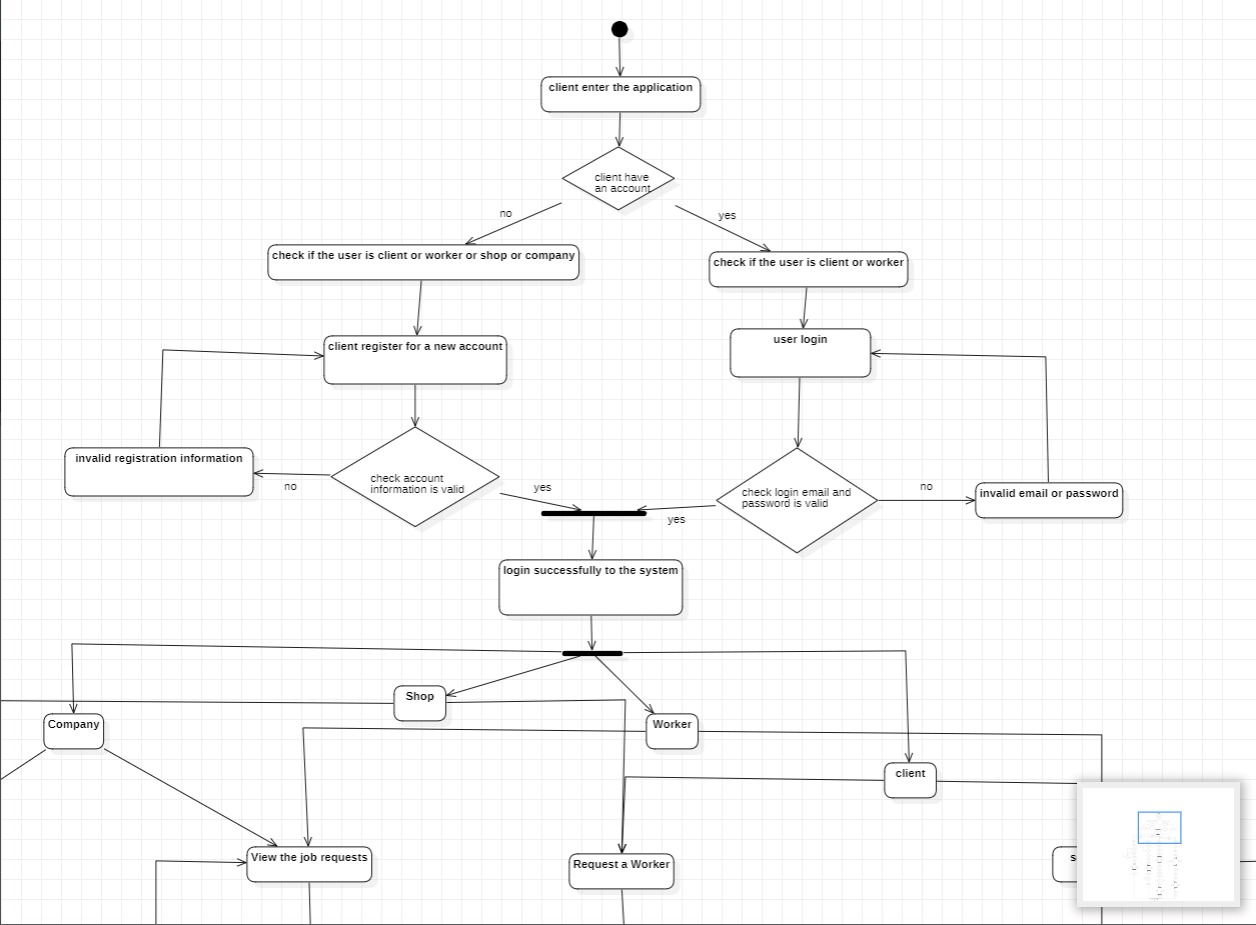 client enter the application
client have
an account
no
yes
check if the user is client or worker or shop or company
check if the user is client or worker
client register for a new account
user login
invalid registration information
no
check account
information is valid
yes
check login email and
password is valid
yes
no
invalid email or password
login successfully to the system
Shop
Company
Worker
client
View the job requests
Request a Worker